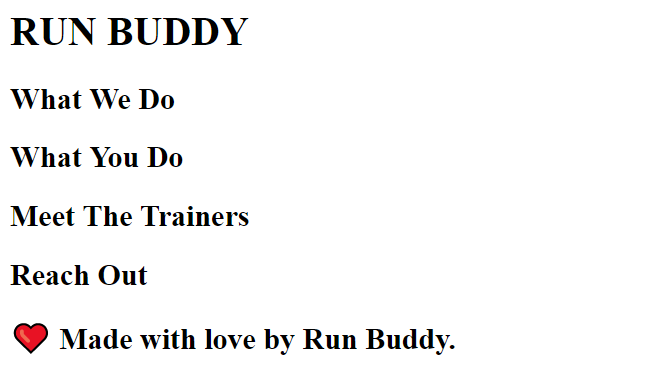 RUN BUDDY
What We Do
What You Do
Meet The Trainers
Reach Out
❤️ Made with love by Run Buddy.